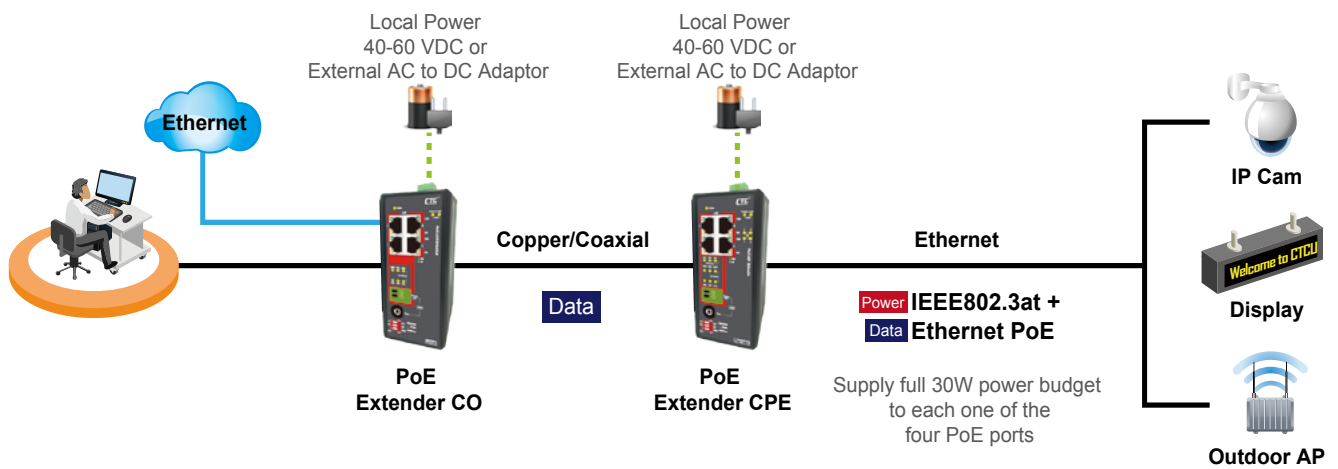 Local Power
40-60 VDC or
External AC to DC Adaptor
Local Power
40-60 VDC or
External AC to DC Adaptor
Ethernet
IP Cam
CTS
CTS
Copper/Coaxial
Ethernet
Welcome to CTCU
Data
Power IEEE802.3at +
Data Ethernet PoE
Display
PoE
Extender CO
PoE
Extender CPE
Supply full 30W power budget
to each one of the
four PoE ports
Outdoor AP